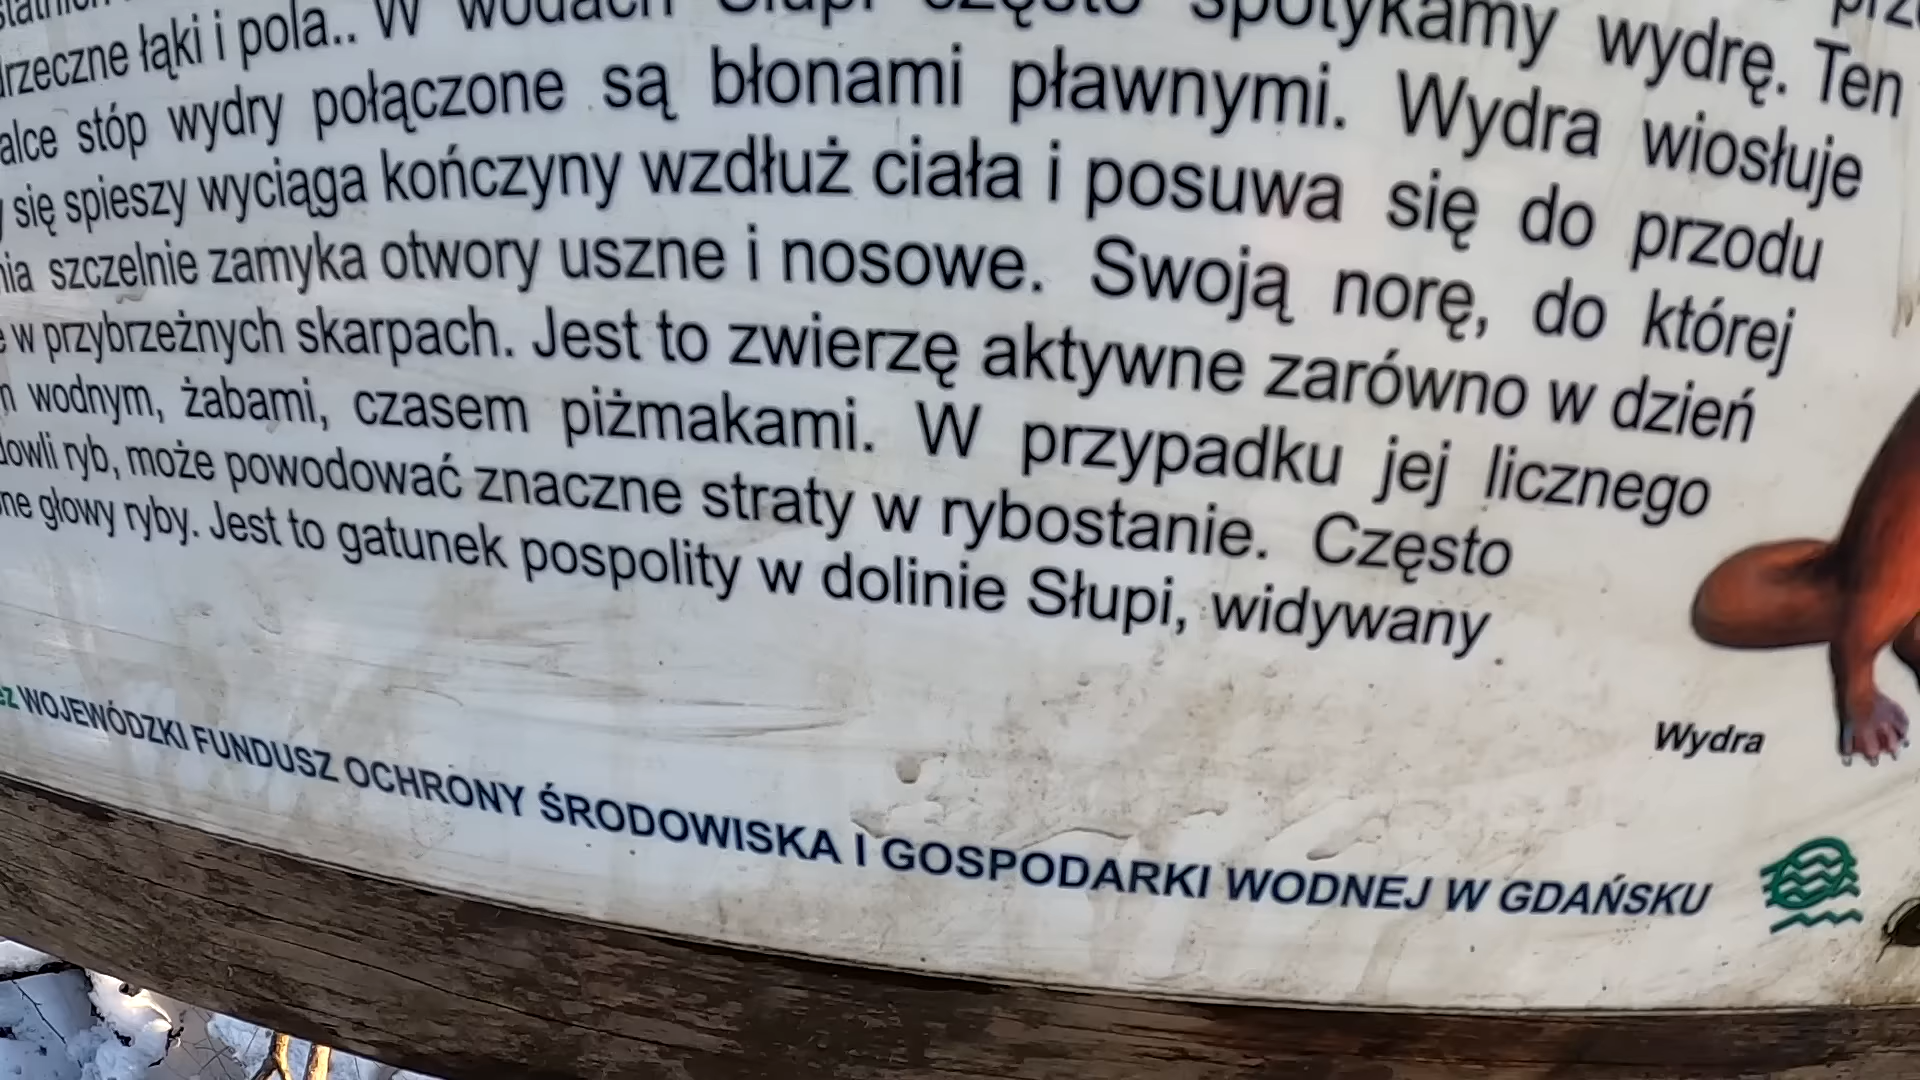 drzeczne łąki i pola.. W wodach Słupi często spotykamy wydrę. Ten
alce stóp wydry połączone są błonami pławnymi. Wydra wiosłuje
się spieszy wyciąga kończyny wzdłuż ciała i posuwa się do przodu
nia szczelnie zamyka otwory uszne i nosowe. Swoją norę, do której
w przybrzeżnych skarpach. Jest to zwierzę aktywne zarówno w dzień
wodnym, żabami, czasem piżmakami. W przypadku jej licznego
dowli ryb, może powodować znaczne straty w rybostanie. Często
ne głowy ryby. Jest to gatunek pospolity w dolinie Słupi, widywany
Wydra
ez WOJEWÓDZKI FUNDUSZ OCHRONY ŚRODOWISKA I GOSPODARKI WODNEJ W GDAŃSKU